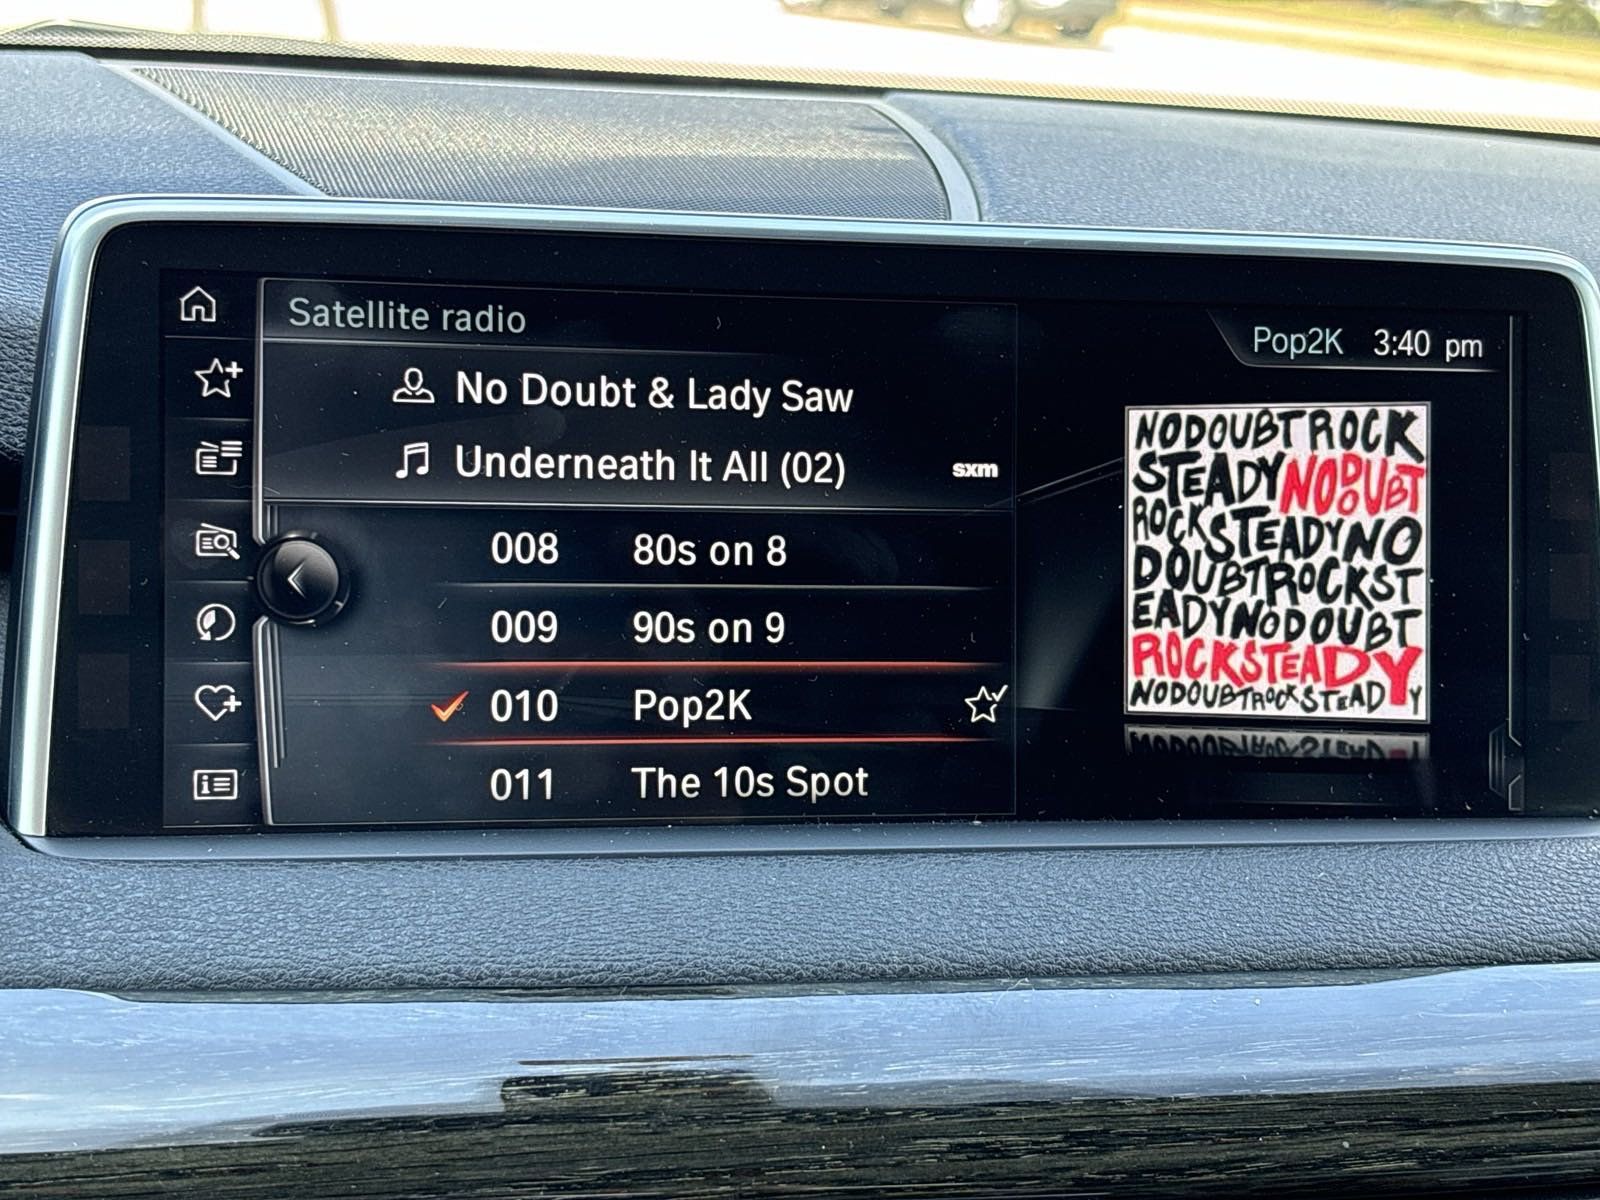 Satellite radio
Pop2K 3:40 pm
No Doubt & Lady Saw
Underneath It All (02)
sxm
008 80s on 8
009 90s on 9
010 Pop2K
011 The 10s Spot
NODOUBTROCK
STEADYNODOUBT
ROCKSTEADYNO
DOUBTROCKST
EADYNODOUBT
ROCKSTEADY
NODOUBTROCKSTEADY